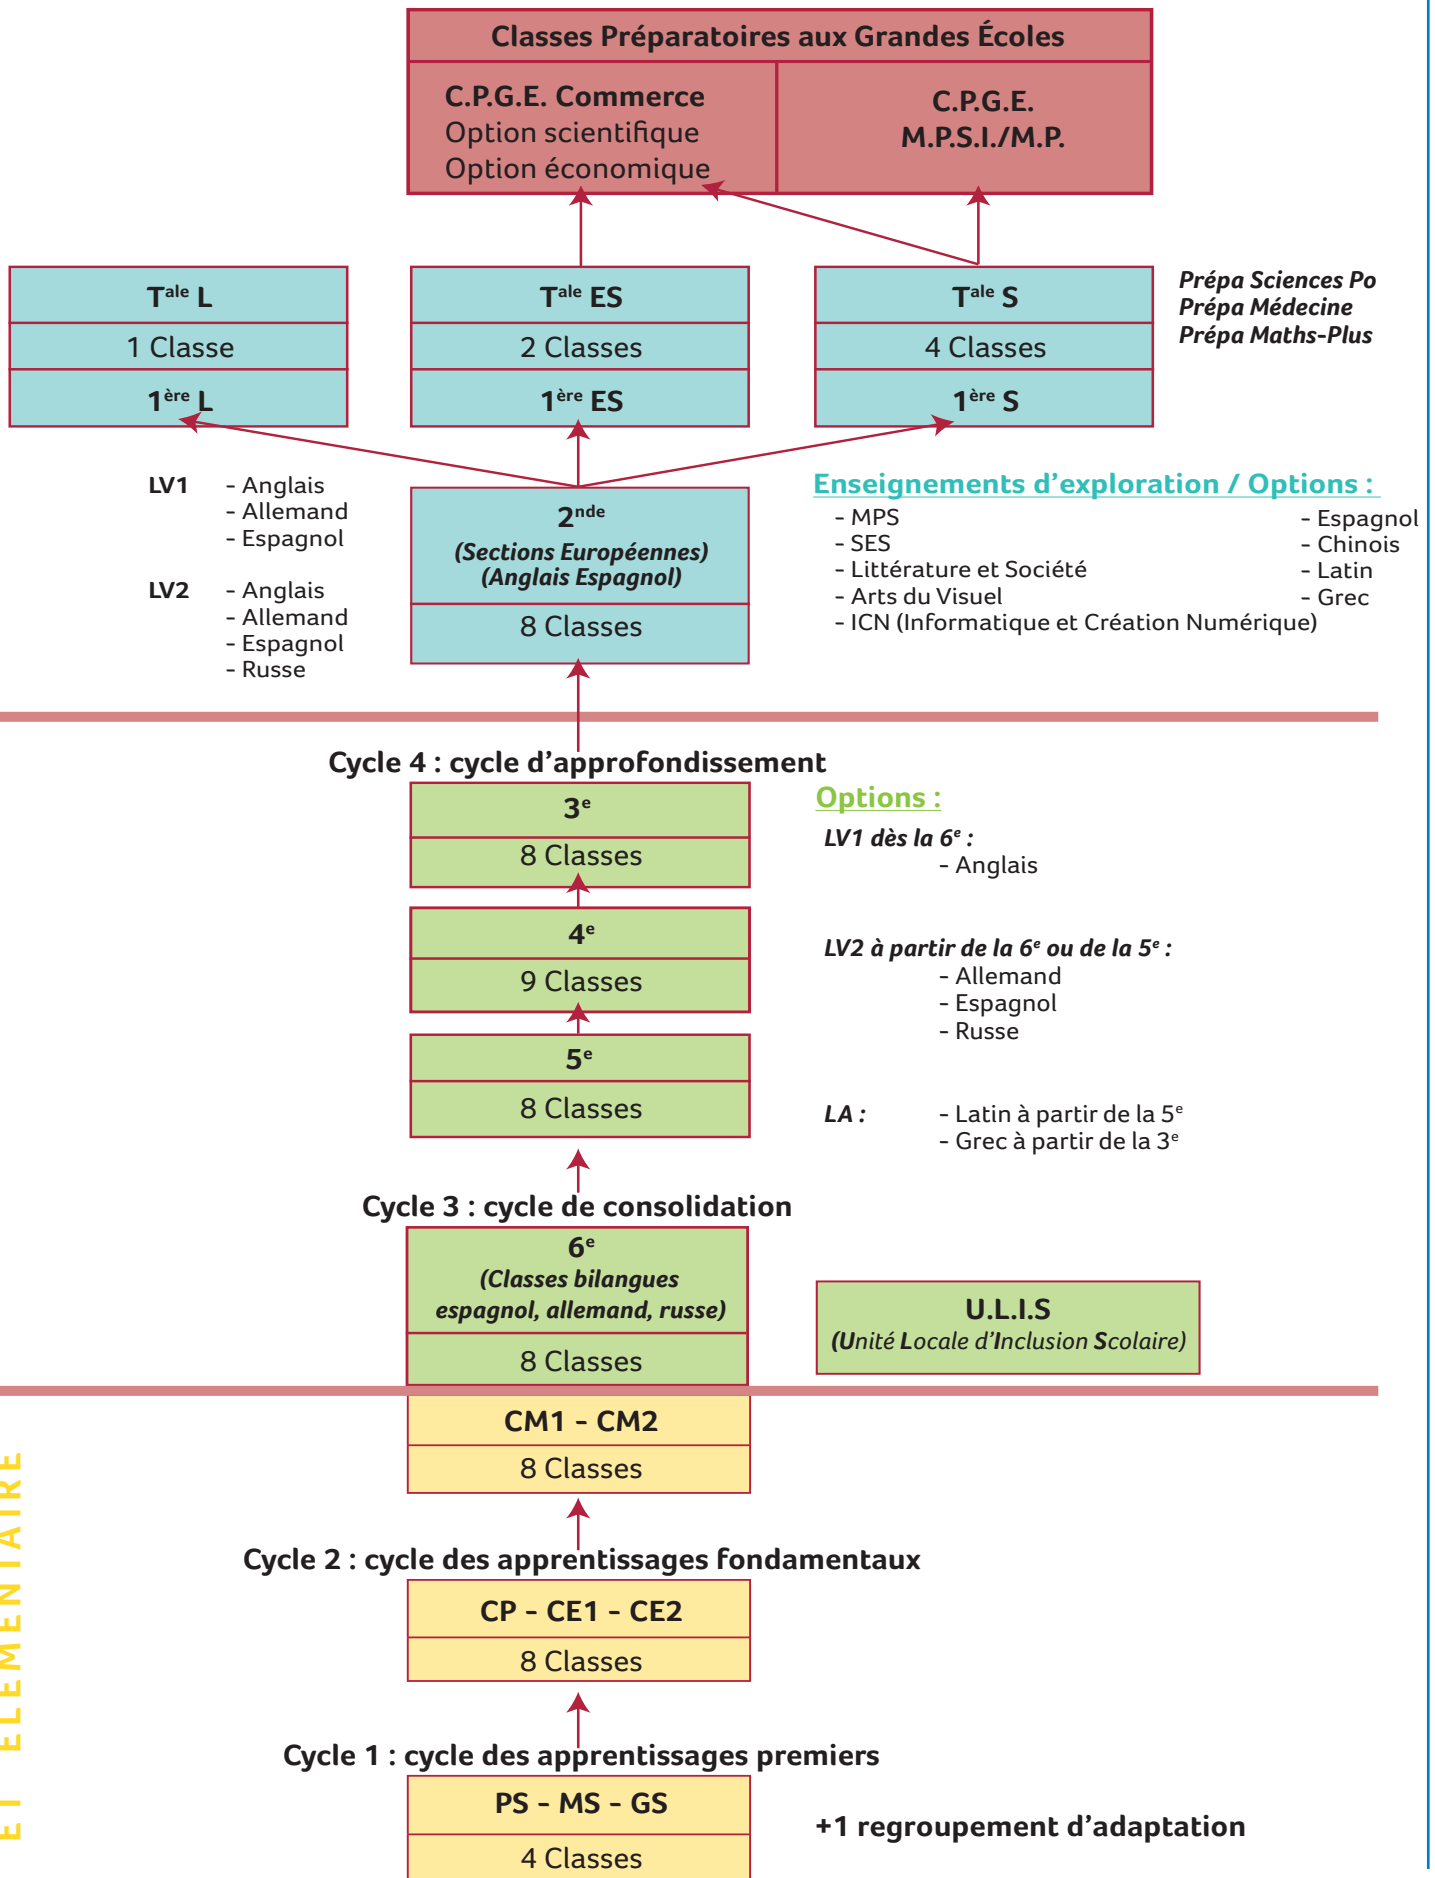 Classes Préparatoires aux Grandes Écoles
C.P.G.E. Commerce
Option scientifique
Option économique
C.P.G.E.
M.P.S.I./M.P.
Tale L
1 Classe
1ère L
Tale ES
2 Classes
1ère ES
Tale S
4 Classes
1ère S
Prépa Sciences Po
Prépa Médecine
Prépa Maths-Plus
LV1 - Anglais
- Allemand
- Espagnol
LV2 - Anglais
- Allemand
- Espagnol
- Russe
2nde
(Sections Européennes)
(Anglais Espagnol)
8 Classes
Enseignements d’exploration / Options :
- MPS
- SES
- Littérature et Société
- Arts du Visuel
- ICN (Informatique et Création Numérique)
- Espagnol
- Chinois
- Latin
- Grec
Cycle 4 : cycle d’approfondissement
3e
8 Classes
4e
9 Classes
5e
8 Classes
Options :
LV1 dès la 6e :
- Anglais
LV2 à partir de la 6e ou de la 5e :
- Allemand
- Espagnol
- Russe
LA : - Latin à partir de la 5e
- Grec à partir de la 3e
Cycle 3 : cycle de consolidation
6e
(Classes bilangues
espagnol, allemand, russe)
8 Classes
U.L.I.S
(Unité Locale d’Inclusion Scolaire)
CM1 - CM2
8 Classes
Cycle 2 : cycle des apprentissages fondamentaux
CP - CE1 - CE2
8 Classes
Cycle 1 : cycle des apprentissages premiers
PS - MS - GS
4 Classes
+1 regroupement d’adaptation
ET ELEMENTAIRE